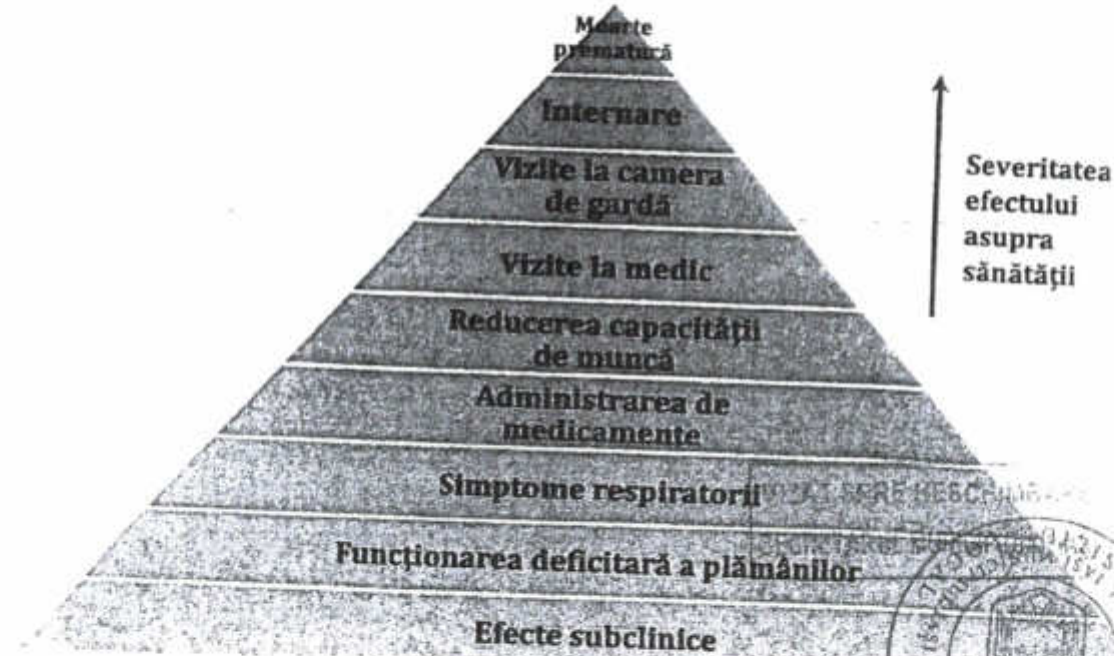 Moarte
prematură
Internare
Vizite la camera
de gardă
Vizite la medic
Reducerea capacității
de muncă
Administrarea de
medicamente
Simptome respiratorii
Funcționarea deficitară a plămânilor
Efecte subclinice
Severitatea
efectului
asupra
sănătății